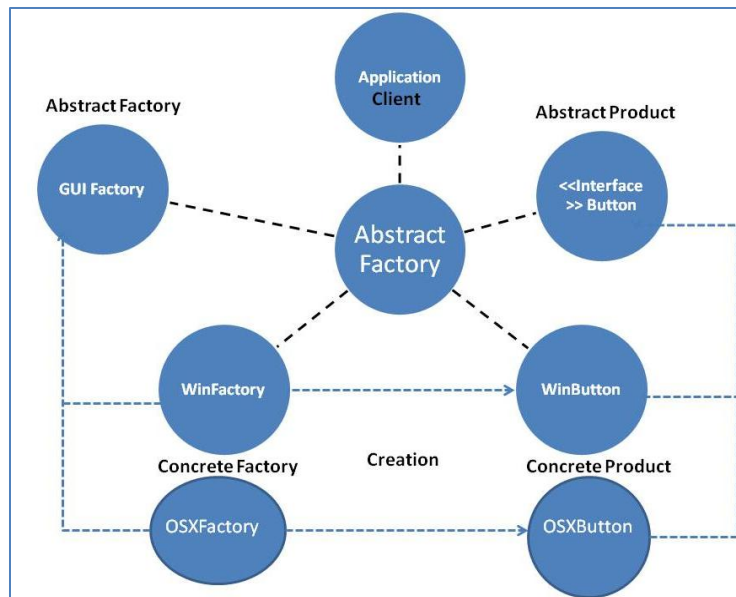 Application
Client
Abstract Factory
Abstract Product
GUI Factory
<<Interface
>> Button
Abstract
Factory
WinFactory
WinButton
Concrete Factory
Creation
Concrete Product
OSXFactory
OSXButton